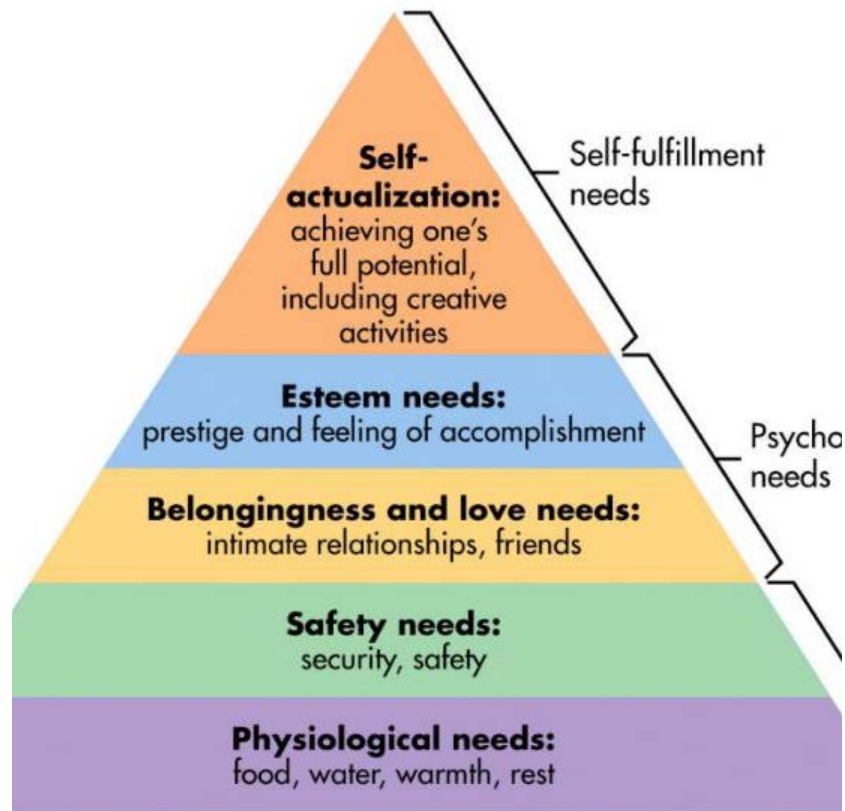 Self-
actualization:
achieving one's
full potential,
including creative
activities
Self-fulfillment
needs
Esteem needs:
prestige and feeling of accomplishment
Psycho
needs
Belongingness and love needs:
intimate relationships, friends
Safety needs:
security, safety
Physiological needs:
food, water, warmth, rest